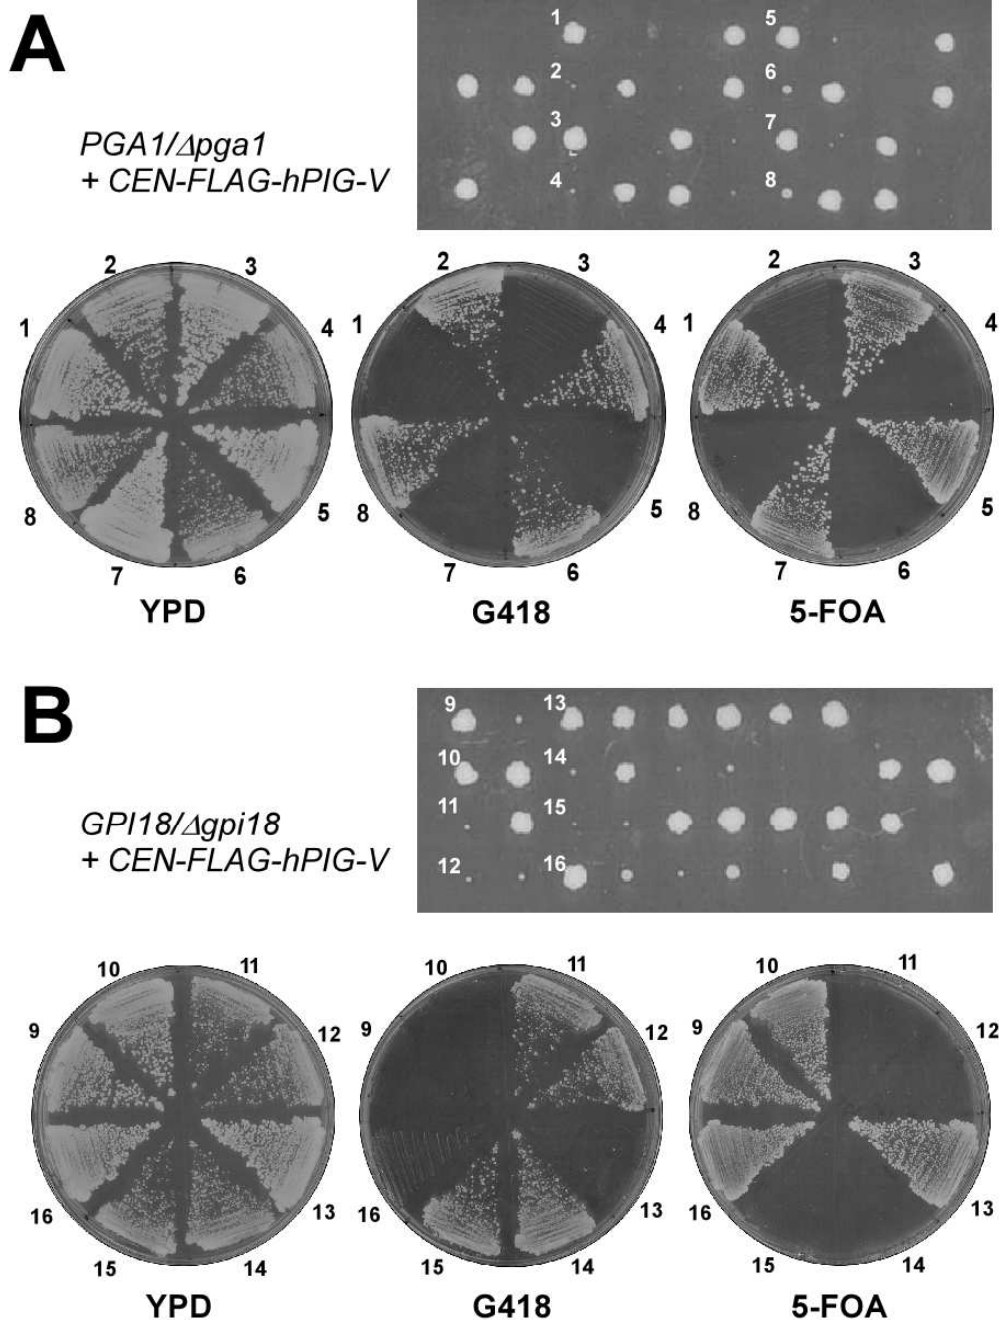 A
1 5
2 6
PGA1/Δpga1
+ CEN-FLAG-hPIG-V
3 7
4 8
2 3 2 3 2 3
1 4 1 4 1 4
8 5 8 5 8 5
7 6 7 6 7 6
YPD G418 5-FOA
B
9 13
10 14
GPI18/Δgpi18
+ CEN-FLAG-hPIG-V
11 15
12 16
10 11 10 11 10 11
9 12 9 12 9 12
16 13 16 13 16 13
15 14 15 14 15 14
YPD G418 5-FOA